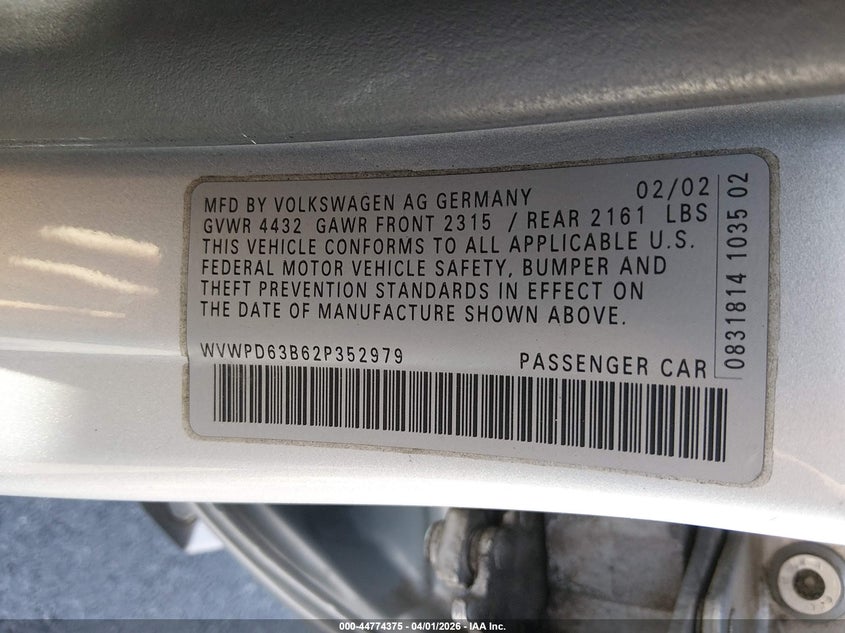 MFD BY VOLKSWAGEN AG GERMANY 02/02
GVWR 4432 GAWR FRONT 2315 / REAR 2161 LBS
THIS VEHICLE CONFORMS TO ALL APPLICABLE U.S.
FEDERAL MOTOR VEHICLE SAFETY, BUMPER AND
THEFT PREVENTION STANDARDS IN EFFECT ON
THE DATE OF MANUFACTURE SHOWN ABOVE.
WVWPD63B62P352979 PASSENGER CAR
0831814 1035 02
000-44774375 - 04/01/2026 - IAA Inc.